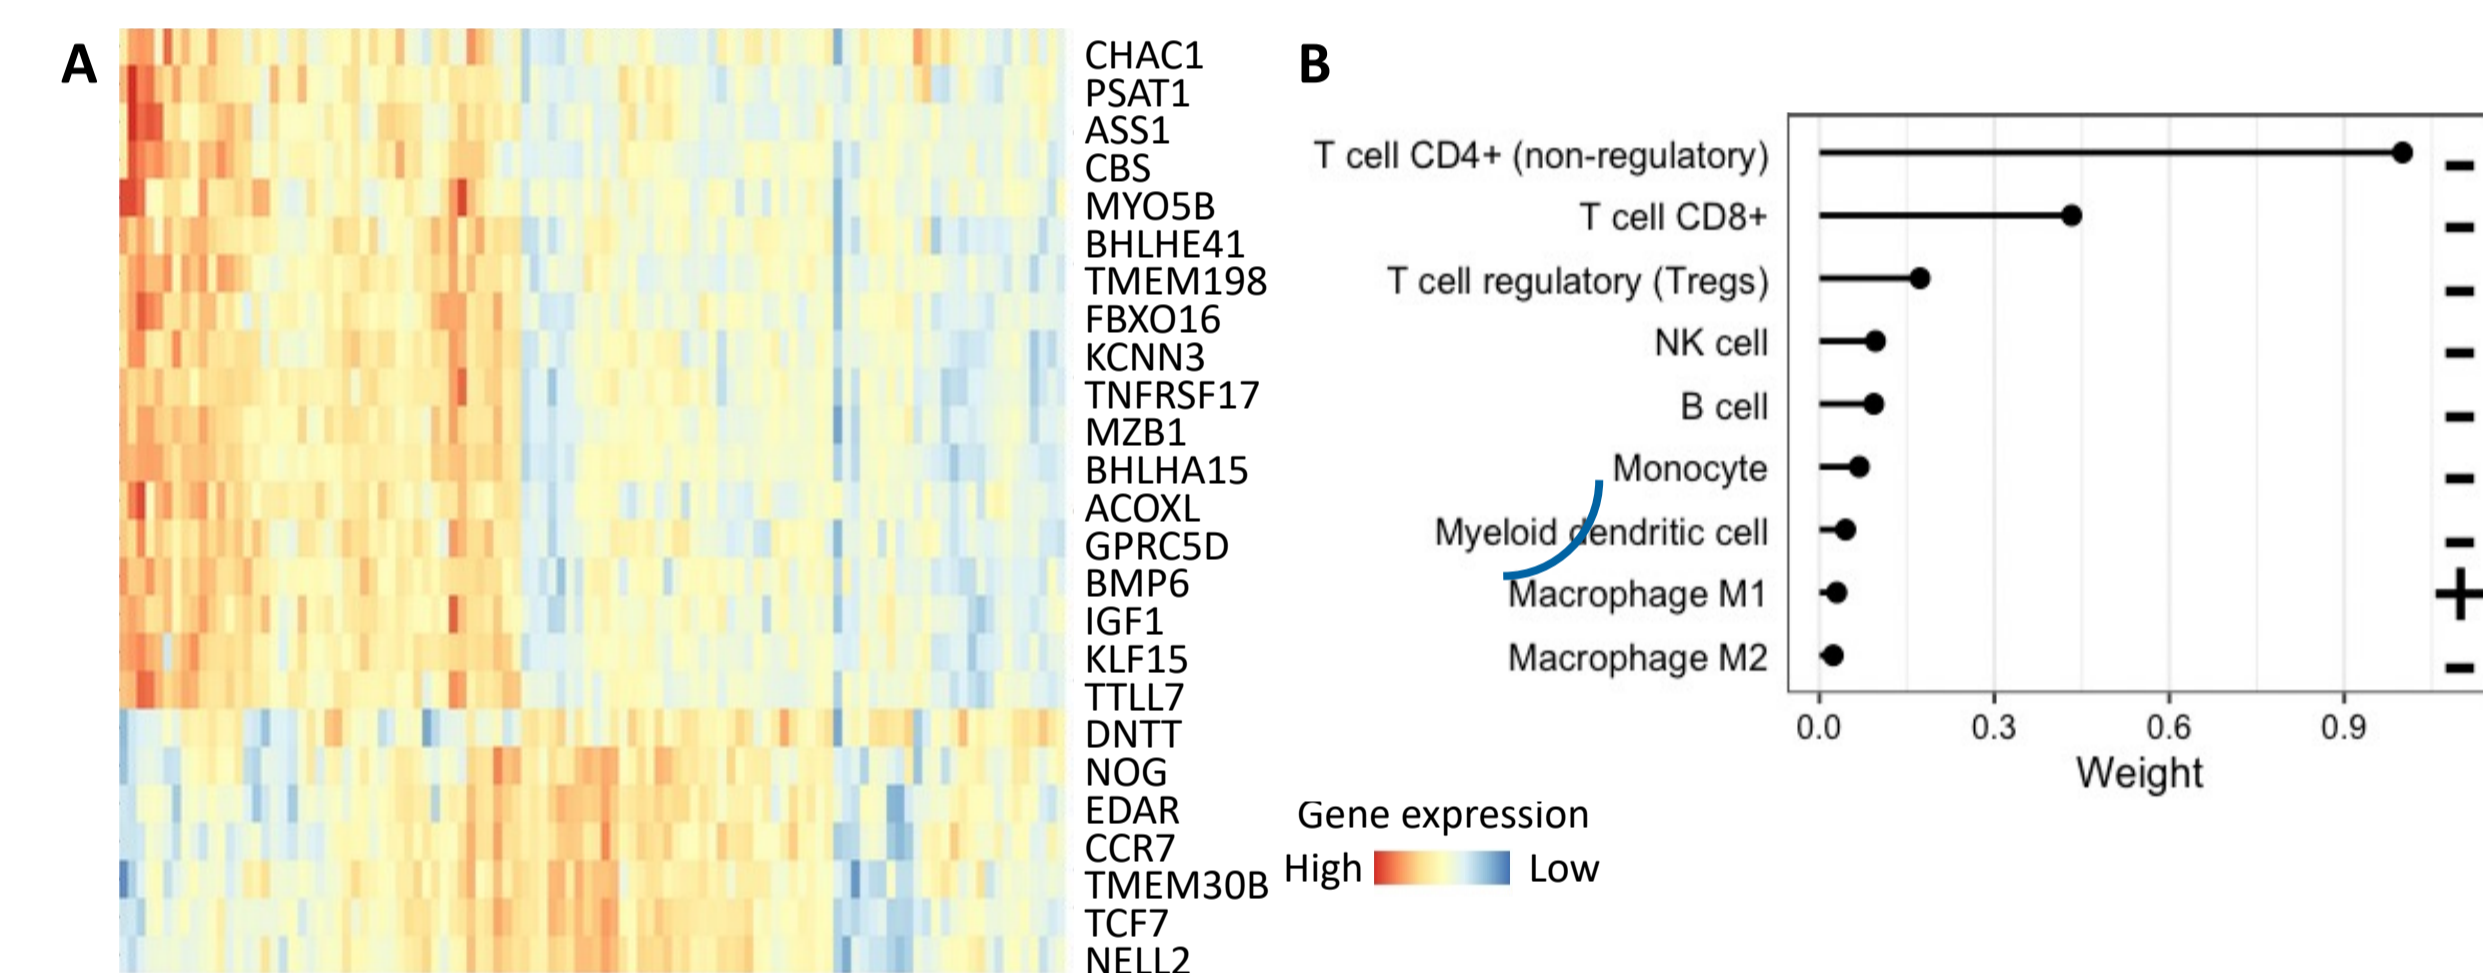 A
CHAC1
PSAT1
ASS1
CBS
MYO5B
BHLHE41
TMEM198
FBXO16
KCNN3
TNFRSF17
MZB1
BHLHA15
ACOXL
GPRC5D
BMP6
IGF1
KLF15
TTLL7
DNTT
NOG
EDAR
CCR7
TMEM30B
TCF7
NELL2
B
T cell CD4+ (non-regulatory) -
T cell CD8+ -
T cell regulatory (Tregs) -
NK cell -
B cell -
Monocyte -
Myeloid dendritic cell -
Macrophage M1 +
Macrophage M2 -
0.0 0.3 0.6 0.9
Weight
Gene expression
High Low